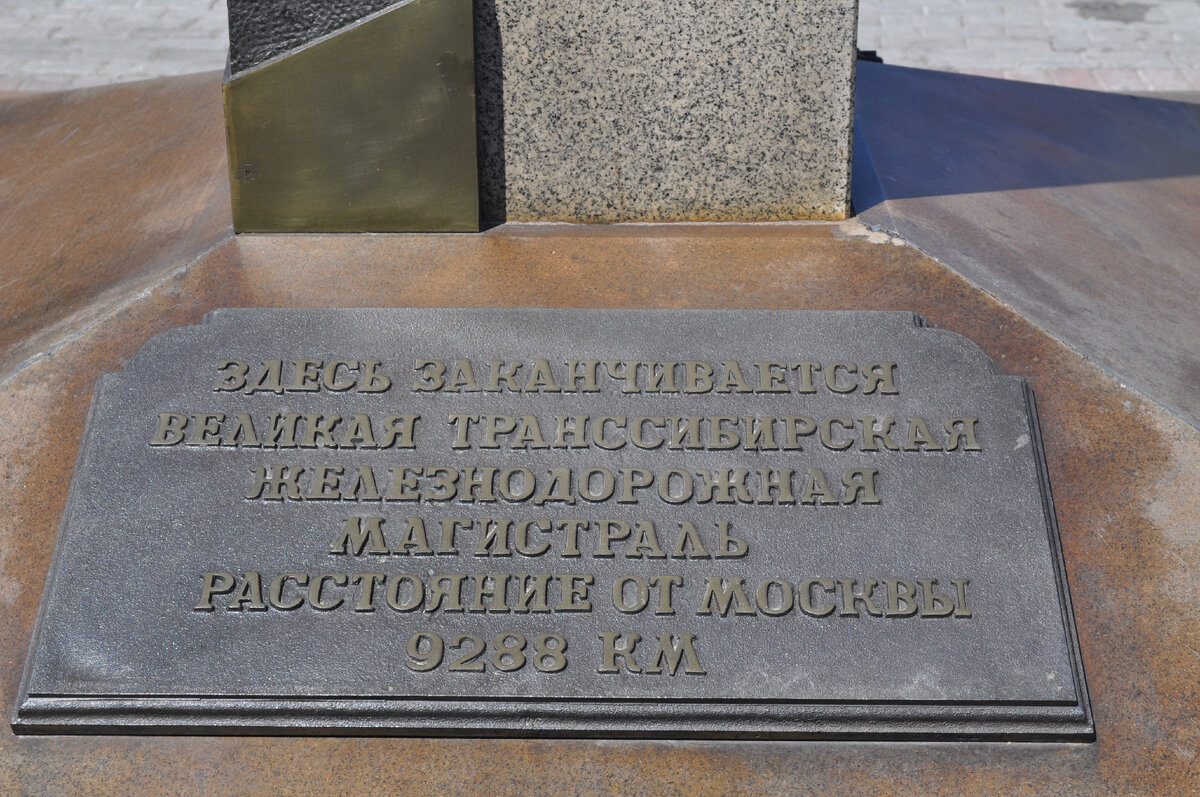 ЗДЕСЬ ЗАКАНЧИВАЕТСЯ
ВЕЛИКАЯ ТРАНССИБИРСКАЯ
ЖЕЛЕЗНОДОРОЖНАЯ
МАГИСТРАЛЬ
РАССТОЯНИЕ ОТ МОСКВЫ
9288 КМ